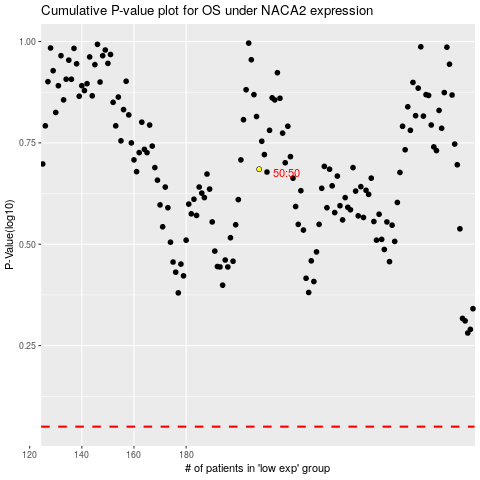 Cumulative P-value plot for OS under NACA2 expression
P-Value(log10)
1.00
0.75
0.50
0.25
50:50
120 140 160 180
# of patients in 'low exp' group